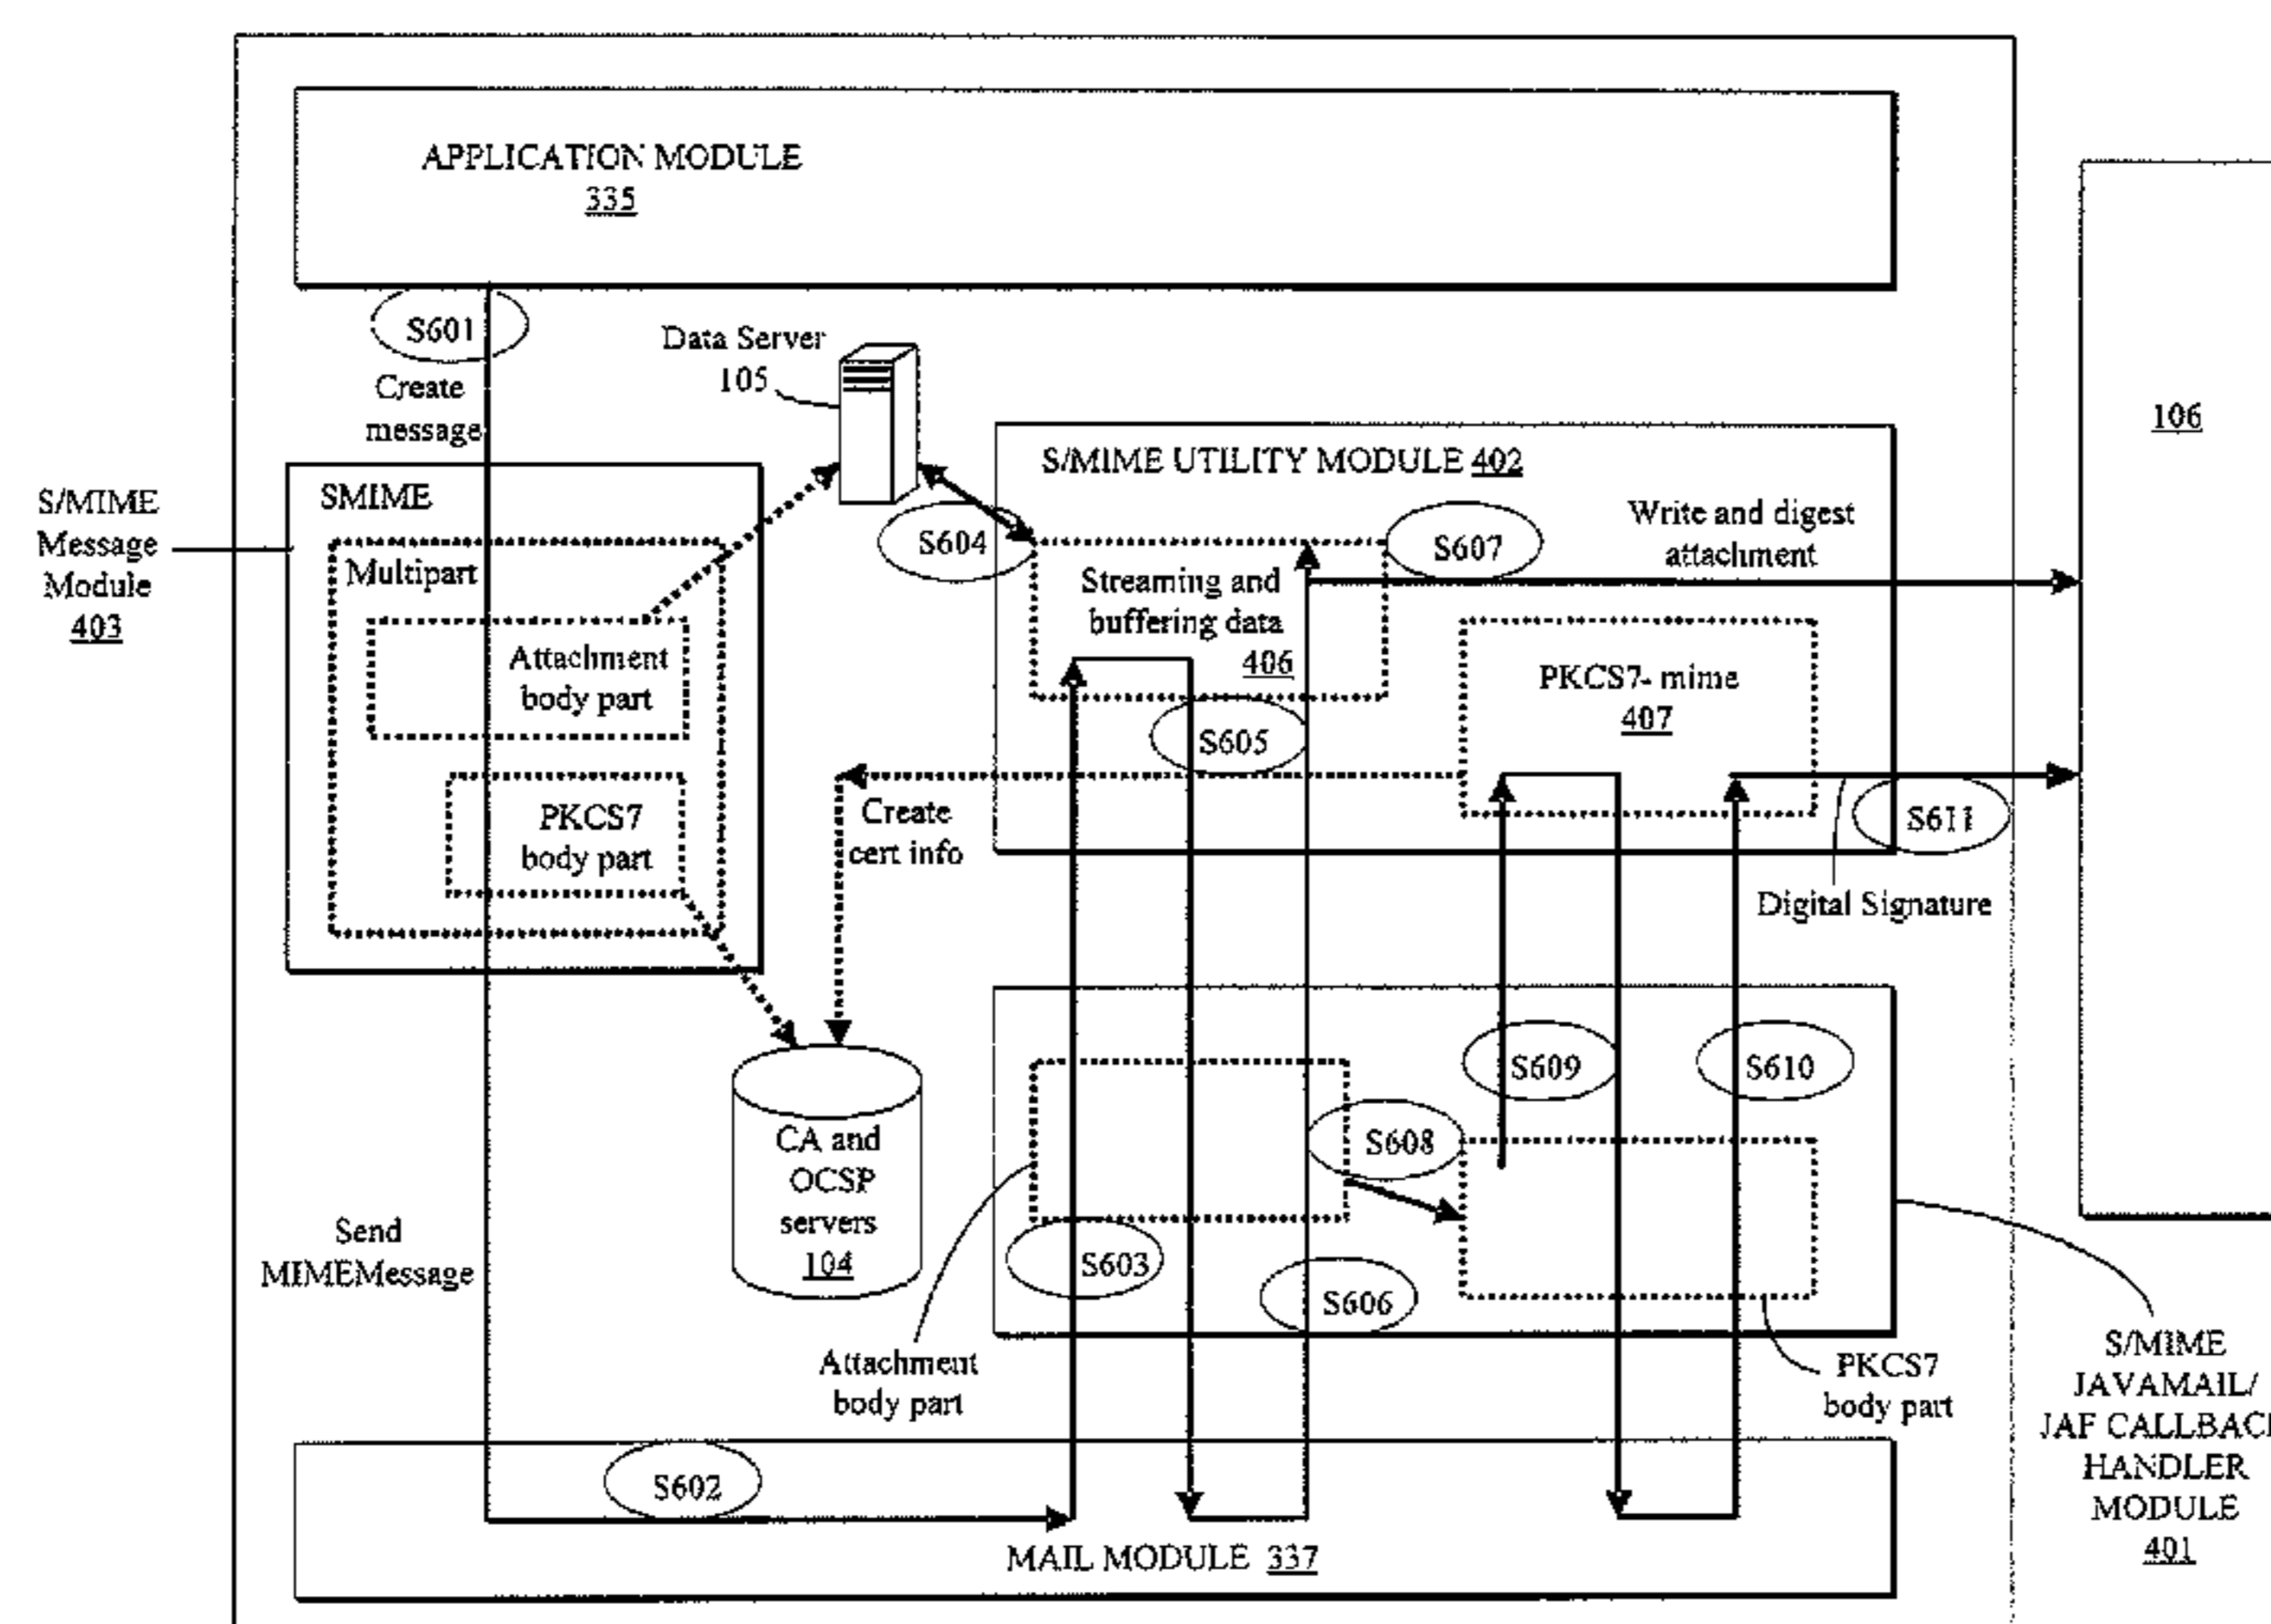 APPLICATION MODULE
335
S601
Create
message
Data Server
105
106
S/MIME
Message
Module
403
SMIME
Multipart
Attachment
body part
PKCS7
body part
S/MIME UTILITY MODULE 402
S604
S607
Write and digest
attachment
Streaming and
buffering data
406
PKCS7- mime
407
S605
Create
cert info
S611
Digital Signature
CA and
OCSP
servers
104
S609
S610
S608
S603
S606
Send
MIMEMessage
Attachment
body part
PKCS7
body part
S/MIME
JAVAMAIL/
JAF CALLBACK
HANDLER
MODULE
401
S602
MAIL MODULE 337